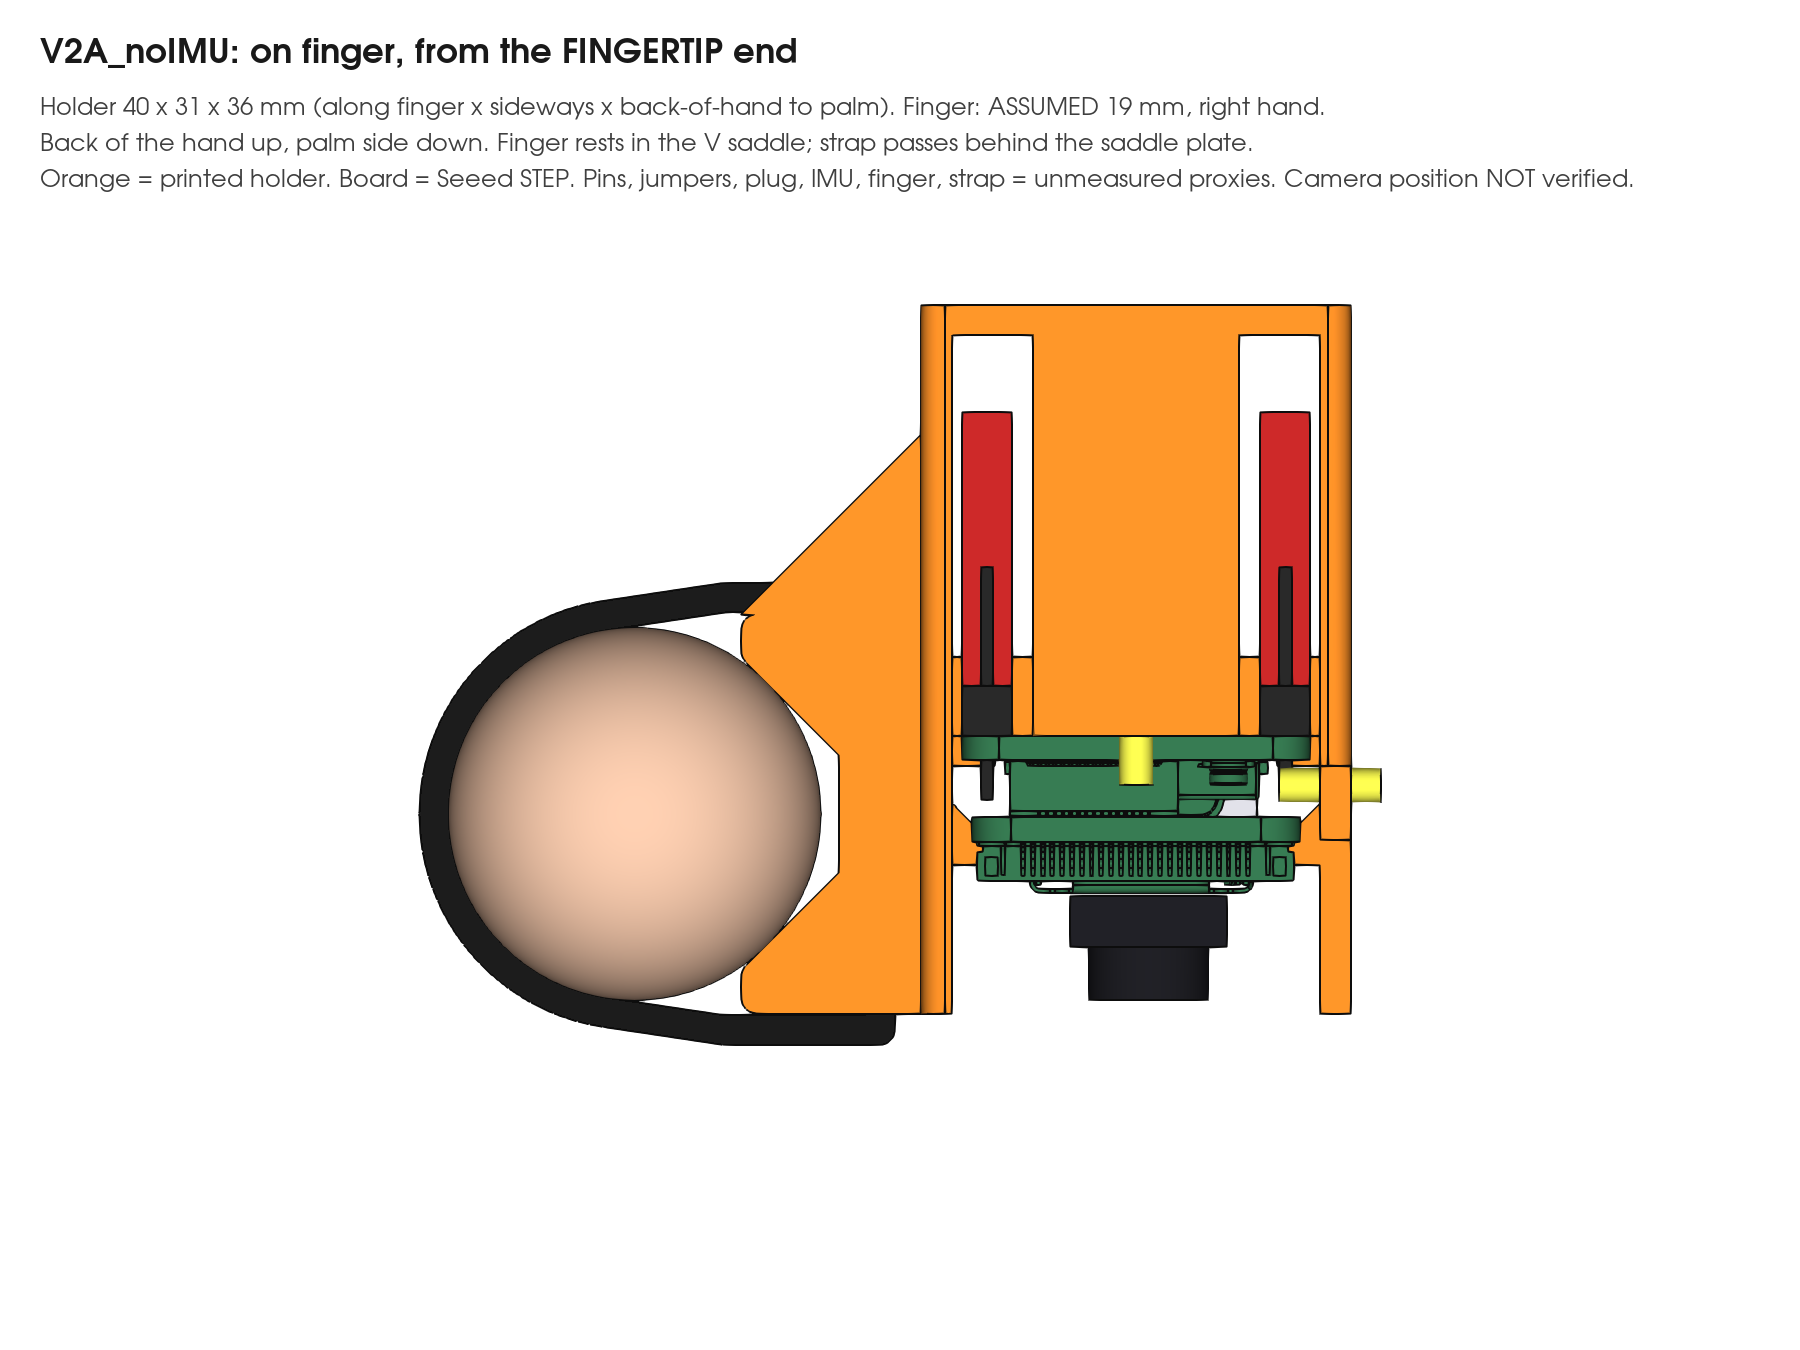 V2A_noIMU: on finger, from the FINGERTIP end
Holder 40 x 31 x 36 mm (along finger x sideways x back-of-hand to palm). Finger: ASSUMED 19 mm, right hand.
Back of the hand up, palm side down. Finger rests in the V saddle; strap passes behind the saddle plate.
Orange = printed holder. Board = Seeed STEP. Pins, jumpers, plug, IMU, finger, strap = unmeasured proxies. Camera position NOT verified.